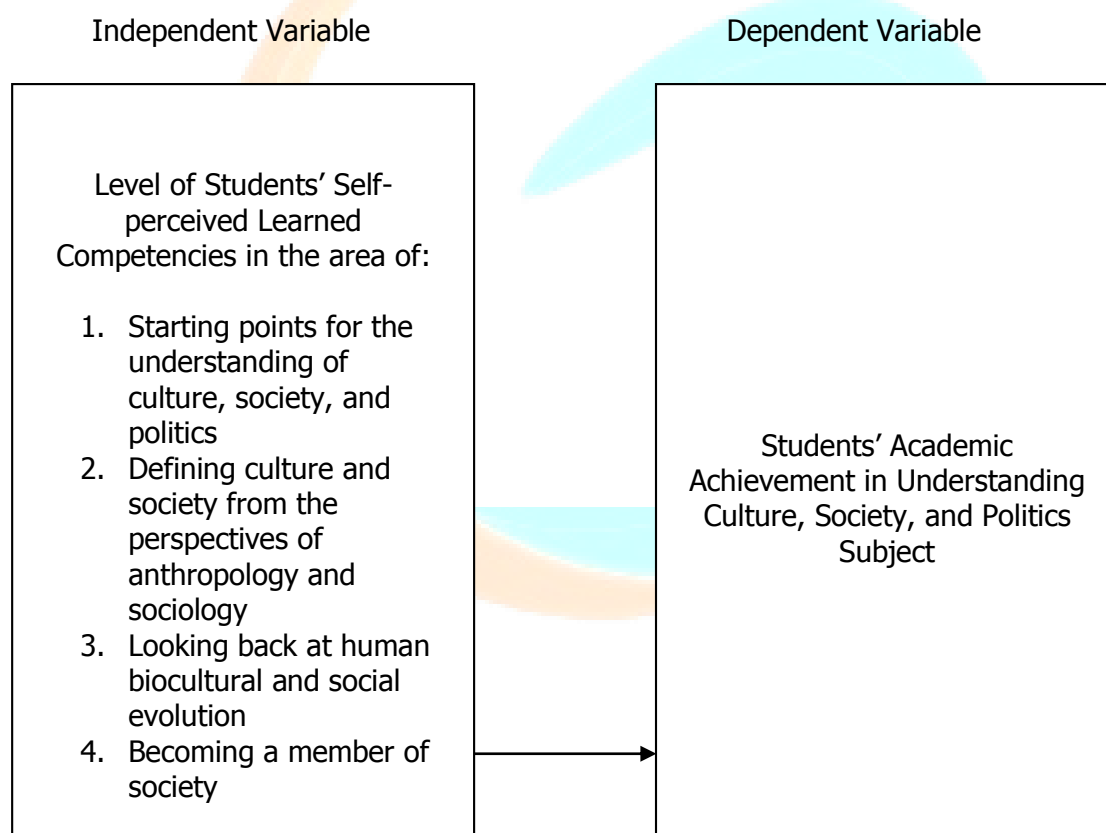 Independent Variable
Dependent Variable
Level of Students’ Self-
perceived Learned
Competencies in the area of:
1. Starting points for the
understanding of
culture, society, and
politics
2. Defining culture and
society from the
perspectives of
anthropology and
sociology
3. Looking back at human
biocultural and social
evolution
4. Becoming a member of
society
Students’ Academic
Achievement in Understanding
Culture, Society, and Politics
Subject